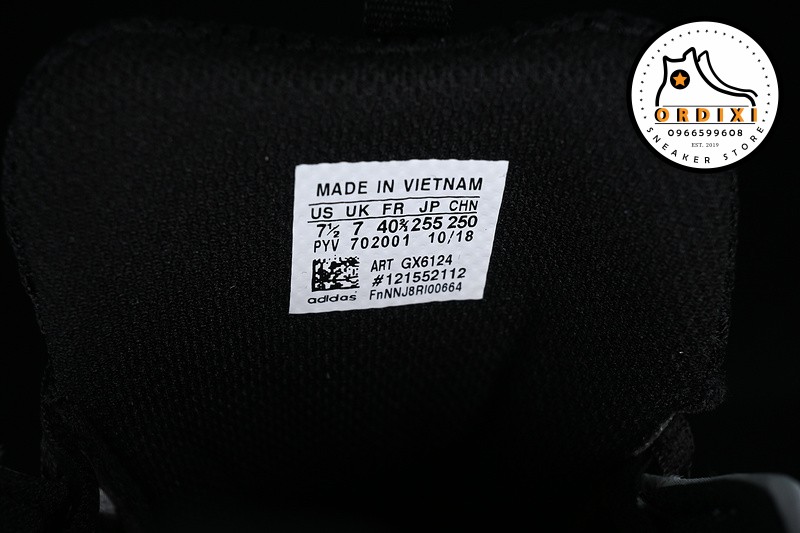 ORDIXI
0966599608
EST. 2019
SNEAKER STORE
MADE IN VIETNAM
US UK FR JP CHN
7½ 7 40⅔ 255 250
PYV 702001 10/18
ART GX6124
#121552112
adidas
FnNNJ8RI00664